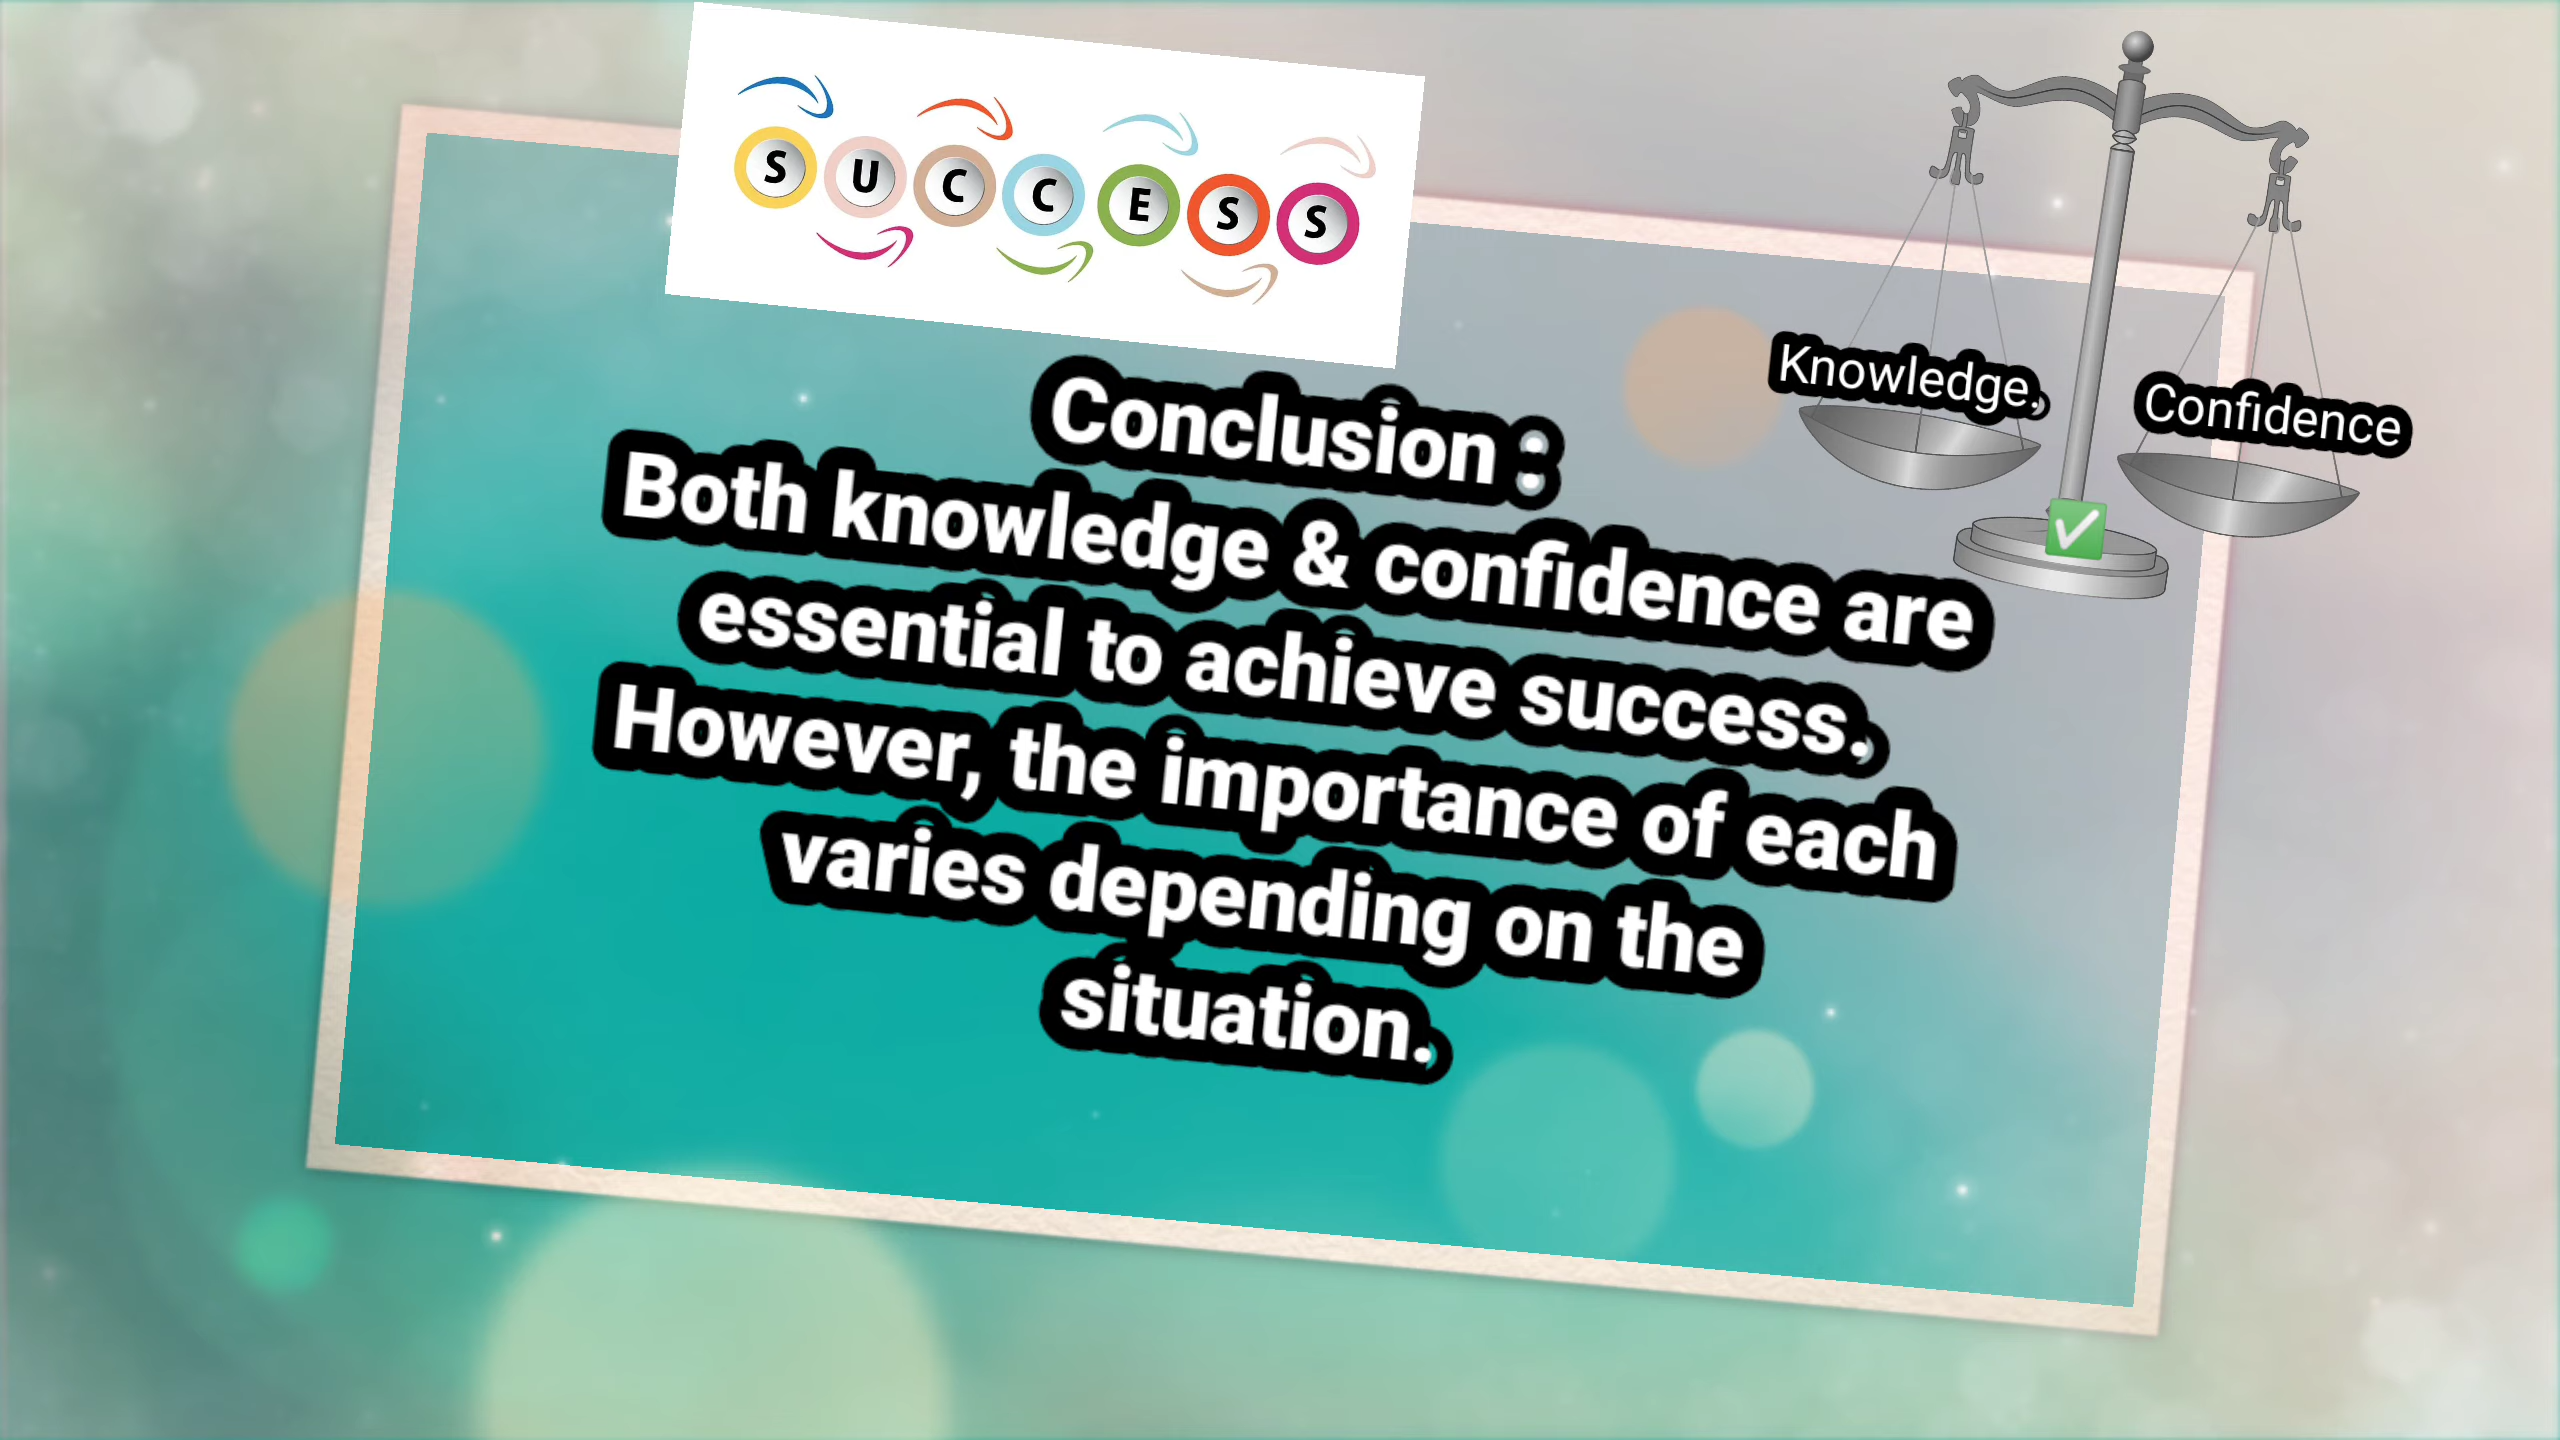 SUCCESS
Knowledge.
Confidence
Conclusion :
Both knowledge & confidence are
essential to achieve success.
However, the importance of each
varies depending on the
situation.